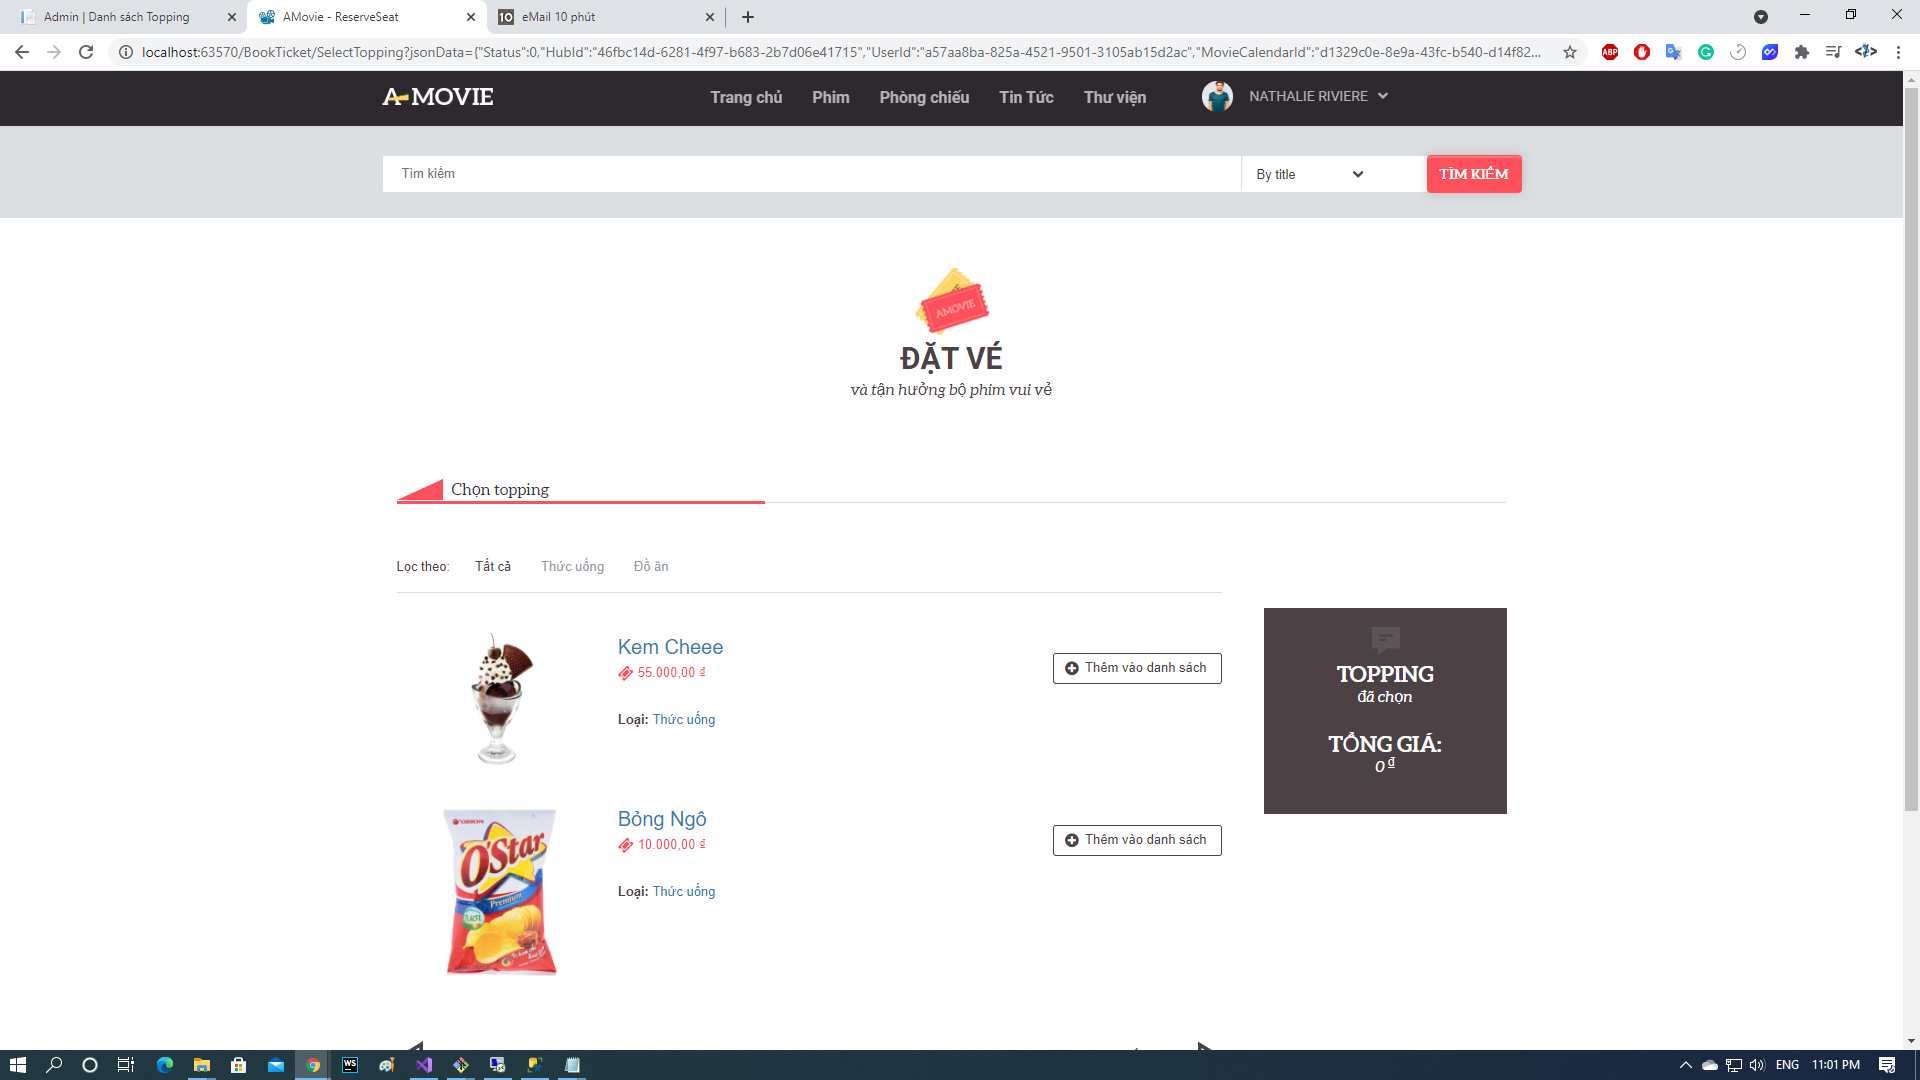 Admin | Danh sách Topping
AMovie - ReserveSeat
10 eMail 10 phút
localhost:63570/BookTicket/SelectTopping?jsonData={"Status":0,"HubId":"46fbc14d-6281-4f97-b683-2b7d06e41715","UserId":"a57aa8ba-825a-4521-9501-3105ab15d2ac","MovieCalendarId":"d1329c0e-8e9a-43fc-b540-d14f82...
ABP
A MOVIE
Trang chủ Phim Phòng chiếu Tin Tức Thư viện
NATHALIE RIVIERE
Tìm kiếm
By title
TÌM KIẾM
AMOVIE
ĐẶT VÉ
và tận hưởng bộ phim vui vẻ
Chọn topping
Lọc theo: Tất cả Thức uống Đồ ăn
Kem Cheee
55.000,00 ₫
Loại: Thức uống
Thêm vào danh sách
TOPPING
đã chọn
TỔNG GIÁ:
0 ₫
ORION
O'Star
Premium
Bỏng Ngô
10.000,00 ₫
Loại: Thức uống
Thêm vào danh sách
WS
ENG
11:01 PM